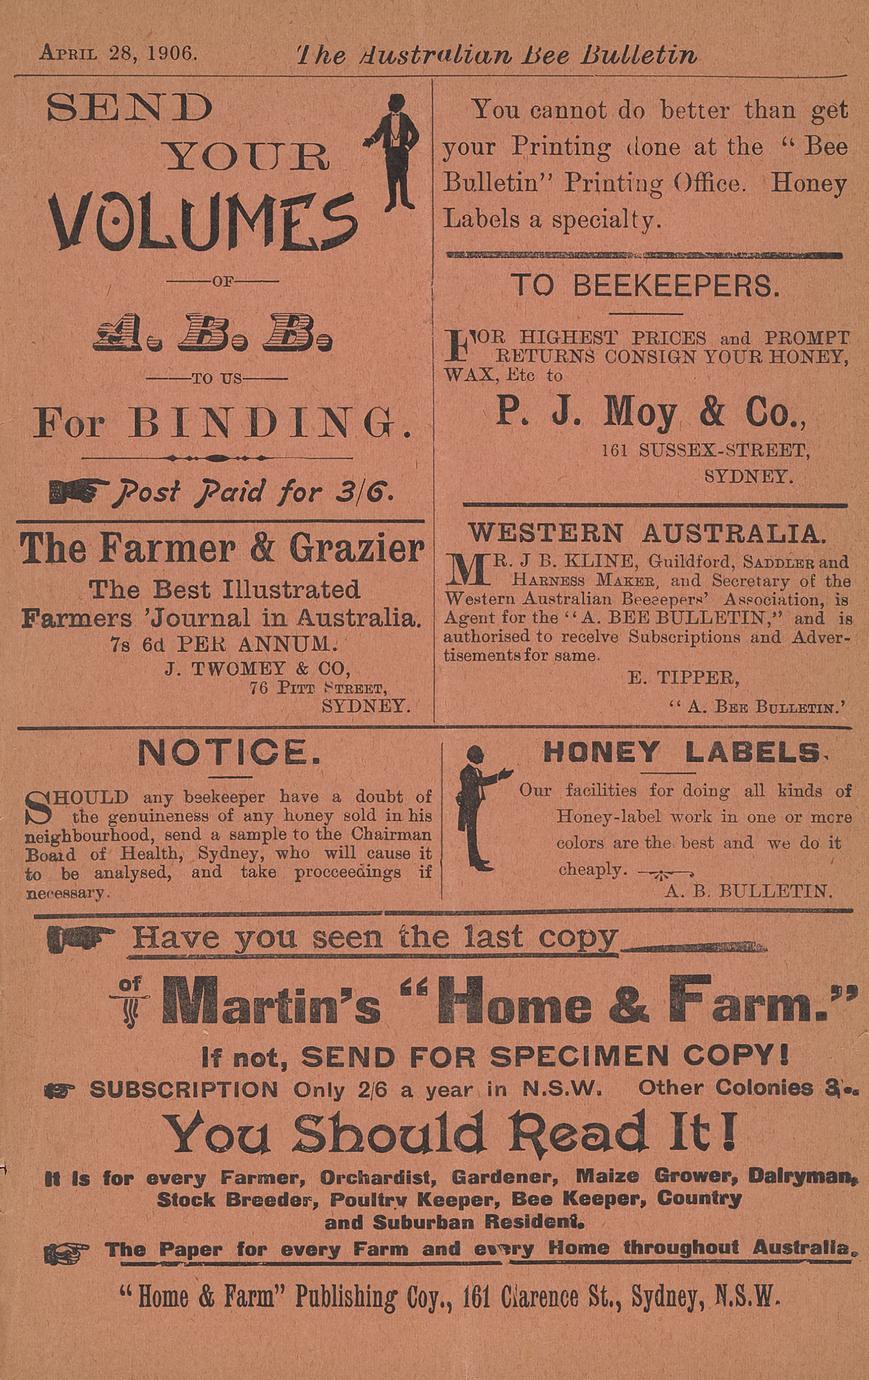 APRIL 28, 1906. The Australian Bee Bulletin
SEND
YOUR
VOLUMES
OF
A. B. B.
TO US
For BINDING.
Post Paid for 3/6.
The Farmer & Grazier
The Best Illustrated
Farmers 'Journal in Australia.
7s 6d PER ANNUM.
J. TWOMEY & CO,
76 PITT STREET,
SYDNEY.
You cannot do better than get
your Printing done at the “ Bee
Bulletin” Printing Office. Honey
Labels a specialty.
TO BEEKEEPERS.
FOR HIGHEST PRICES and PROMPT
RETURNS CONSIGN YOUR HONEY,
WAX, Etc to
P. J. Moy & Co.,
161 SUSSEX-STREET,
SYDNEY.
WESTERN AUSTRALIA.
MR. J B. KLINE, Guildford, SADDLER and
HARNESS MAKER, and Secretary of the
Western Australian Beeeepers' Association, is
Agent for the “A. BEE BULLETIN,” and is
authorised to receive Subscriptions and Adver-
tisements for same.
E. TIPPER,
“ A. BEE BULLETIN.'
NOTICE.
SHOULD any beekeeper have a doubt of
the genuineness of any honey sold in his
neighbourhood, send a sample to the Chairman
Board of Health, Sydney, who will cause it
to be analysed, and take procceedings if
necessary.
HONEY LABELS.
Our facilities for doing all kinds of
Honey-label work in one or more
colors are the best and we do it
cheaply.
A. B. BULLETIN.
Have you seen the last copy
of Martin's “Home & Farm.”
If not, SEND FOR SPECIMEN COPY!
SUBSCRIPTION Only 2/6 a year in N.S.W. Other Colonies 3/-.
You Should Read It!
It Is for every Farmer, Orchardist, Gardener, Maize Grower, Dairyman,
Stock Breeder, Poultry Keeper, Bee Keeper, Country
and Suburban Resident.
The Paper for every Farm and every Home throughout Australia.
“Home & Farm” Publishing Coy., 161 Clarence St., Sydney, N.S.W.